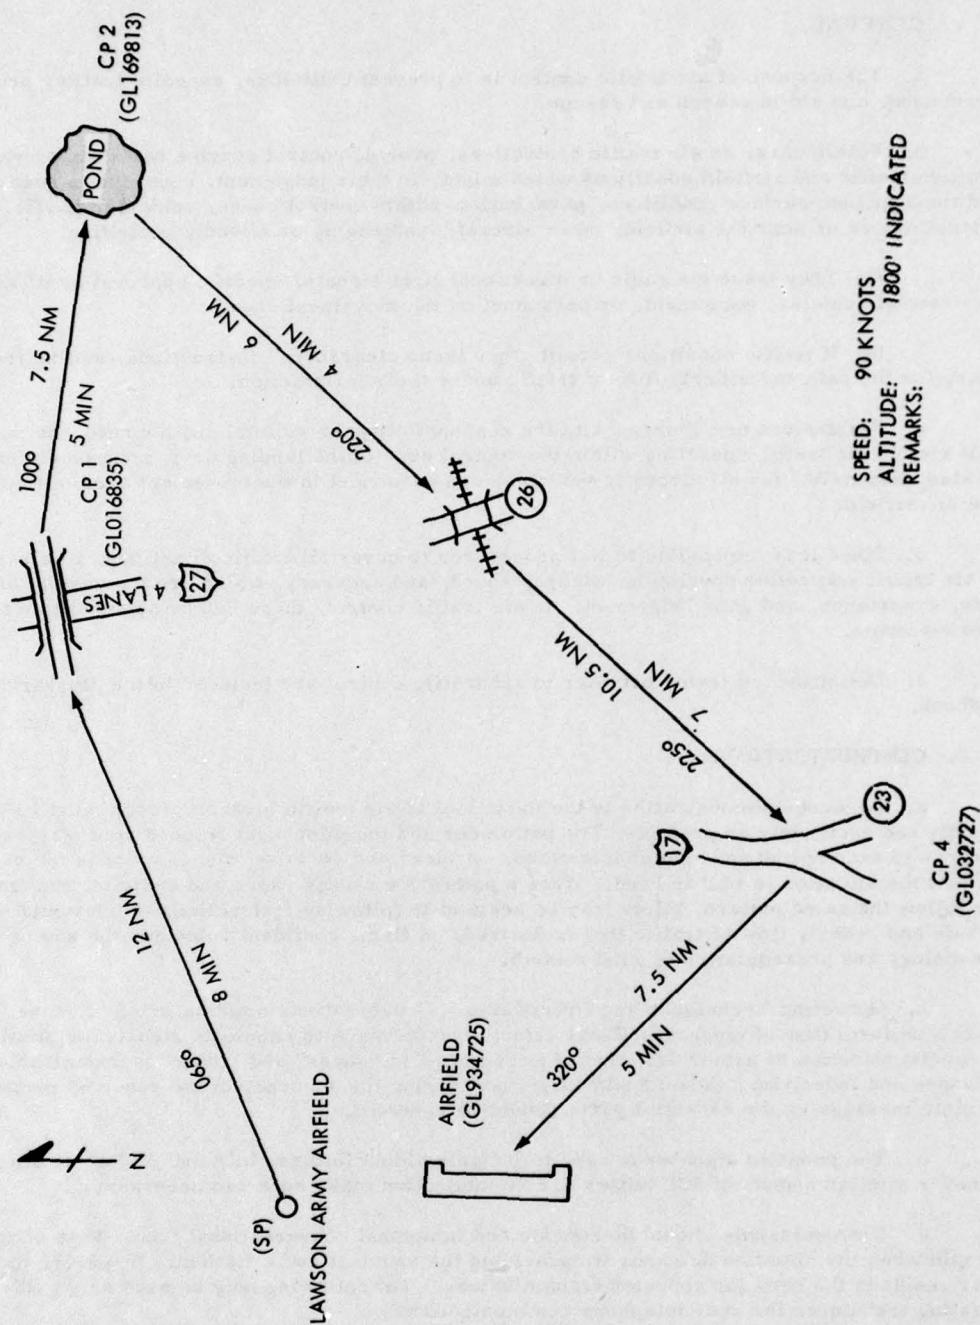 (SP)
LAWSON ARMY AIRFIELD
N
065°
12 NM
8 MIN
CP 1
(GL016835)
4 LANES
27
1000°
7.5 NM
5 MIN
POND
CP 2
(GL169813)
6 NM
4 MIN
220°
26
10.5 NM
7 MIN
225°
17
23
CP 4
(GL032727)
320°
7.5 NM
5 MIN
AIRFIELD
(GL934725)
SPEED: 90 KNOTS
ALTITUDE: 1800' INDICATED
REMARKS: